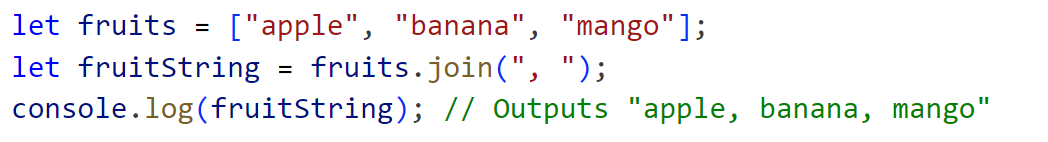 let fruits = ["apple", "banana", "mango"];
let fruitString = fruits.join(", ");
console.log(fruitString); // Outputs "apple, banana, mango"